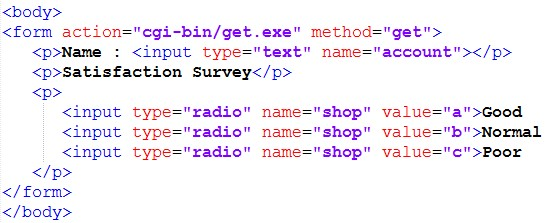 <body>
<form action="cgi-bin/get.exe" method="get">
<p>Name : <input type="text" name="account"></p>
<p>Satisfaction Survey</p>
<p>
<input type="radio" name="shop" value="a">Good
<input type="radio" name="shop" value="b">Normal
<input type="radio" name="shop" value="c">Poor
</p>
</form>
</body>